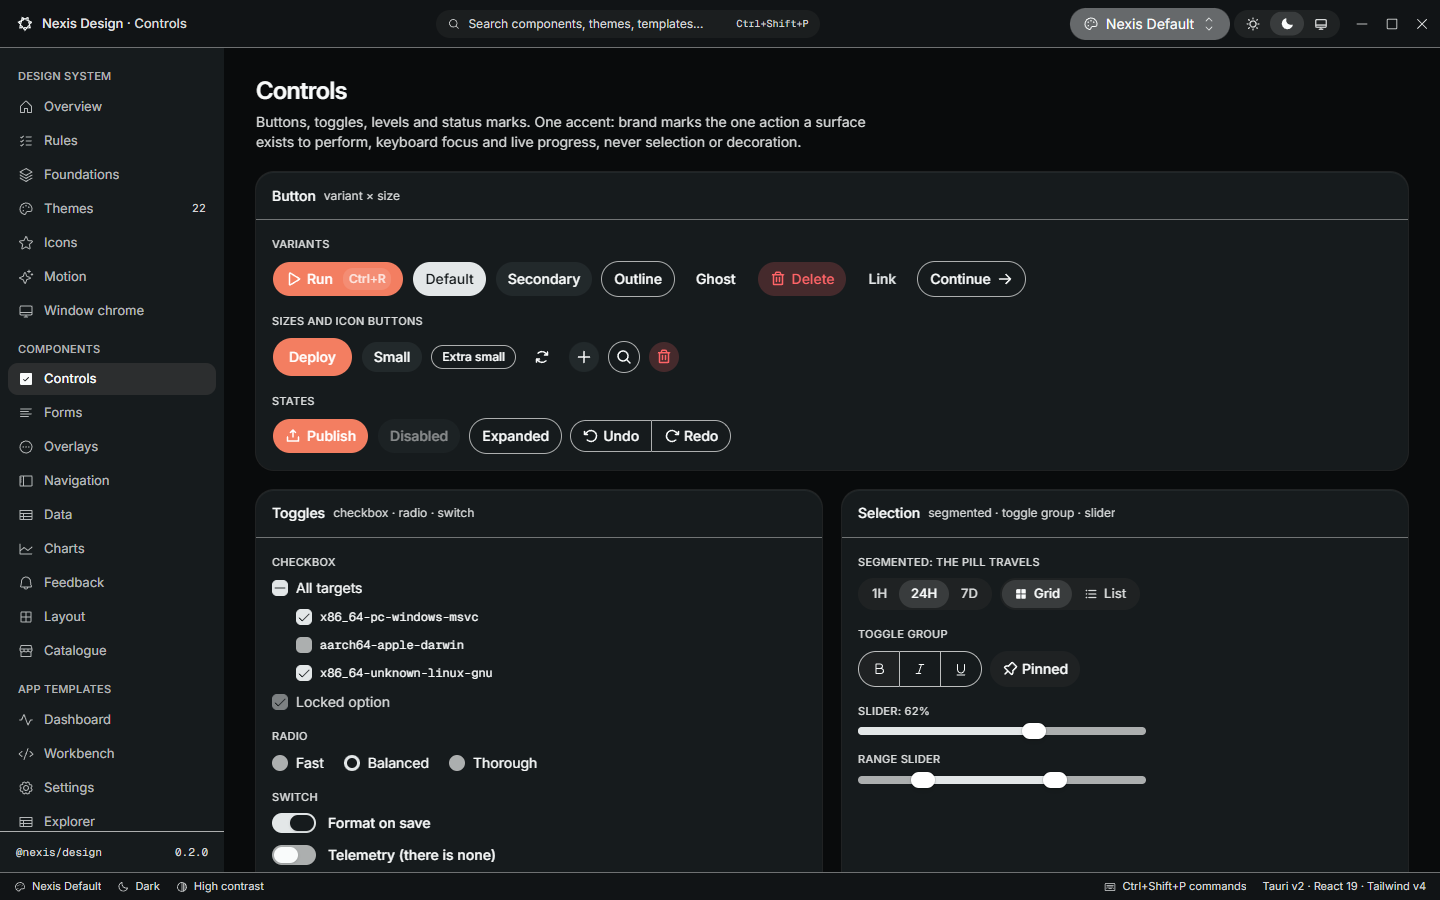 Nexis Design · Controls
Search components, themes, templates... Ctrl+Shift+P
Nexis Default
DESIGN SYSTEM
Overview
Rules
Foundations
Themes 22
Icons
Motion
Window chrome
COMPONENTS
Controls
Forms
Overlays
Navigation
Data
Charts
Feedback
Layout
Catalogue
APP TEMPLATES
Dashboard
Workbench
Settings
Explorer
@nexis/design 0.2.0
Controls
Buttons, toggles, levels and status marks. One accent: brand marks the one action a surface
exists to perform, keyboard focus and live progress, never selection or decoration.
Button variant × size
VARIANTS
Run Ctrl+R Default Secondary Outline Ghost Delete Link Continue
SIZES AND ICON BUTTONS
Deploy Small Extra small
STATES
Publish Disabled Expanded Undo Redo
Toggles checkbox · radio · switch
CHECKBOX
All targets
x86_64-pc-windows-msvc
aarch64-apple-darwin
x86_64-unknown-linux-gnu
Locked option
RADIO
Fast Balanced Thorough
SWITCH
Format on save
Telemetry (there is none)
Selection segmented · toggle group · slider
SEGMENTED: THE PILL TRAVELS
1H 24H 7D Grid List
TOGGLE GROUP
B I U Pinned
SLIDER: 62%
RANGE SLIDER
Nexis Default Dark High contrast
Ctrl+Shift+P commands Tauri v2 · React 19 · Tailwind v4